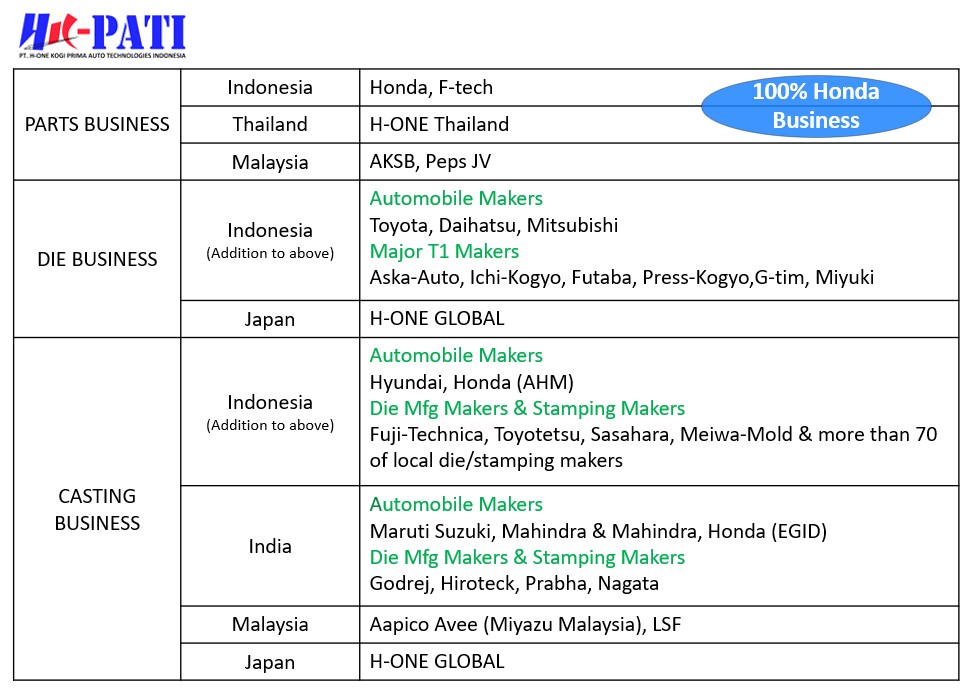 HK-PATI
PT. H-ONE KOGI PRIMA AUTO TECHNOLOGIES INDONESIA
PARTS BUSINESS
Indonesia
Honda, F-tech
100% Honda
Business
Thailand
H-ONE Thailand
Malaysia
AKSB, Peps JV
DIE BUSINESS
Indonesia
(Addition to above)
Automobile Makers
Toyota, Daihatsu, Mitsubishi
Major T1 Makers
Aska-Auto, Ichi-Kogyo, Futaba, Press-Kogyo,G-tim, Miyuki
Japan
H-ONE GLOBAL
CASTING
BUSINESS
Indonesia
(Addition to above)
Automobile Makers
Hyundai, Honda (AHM)
Die Mfg Makers & Stamping Makers
Fuji-Technica, Toyotetsu, Sasahara, Meiwa-Mold & more than 70
of local die/stamping makers
India
Automobile Makers
Maruti Suzuki, Mahindra & Mahindra, Honda (EGID)
Die Mfg Makers & Stamping Makers
Godrej, Hiroteck, Prabha, Nagata
Malaysia
Aapico Avee (Miyazu Malaysia), LSF
Japan
H-ONE GLOBAL